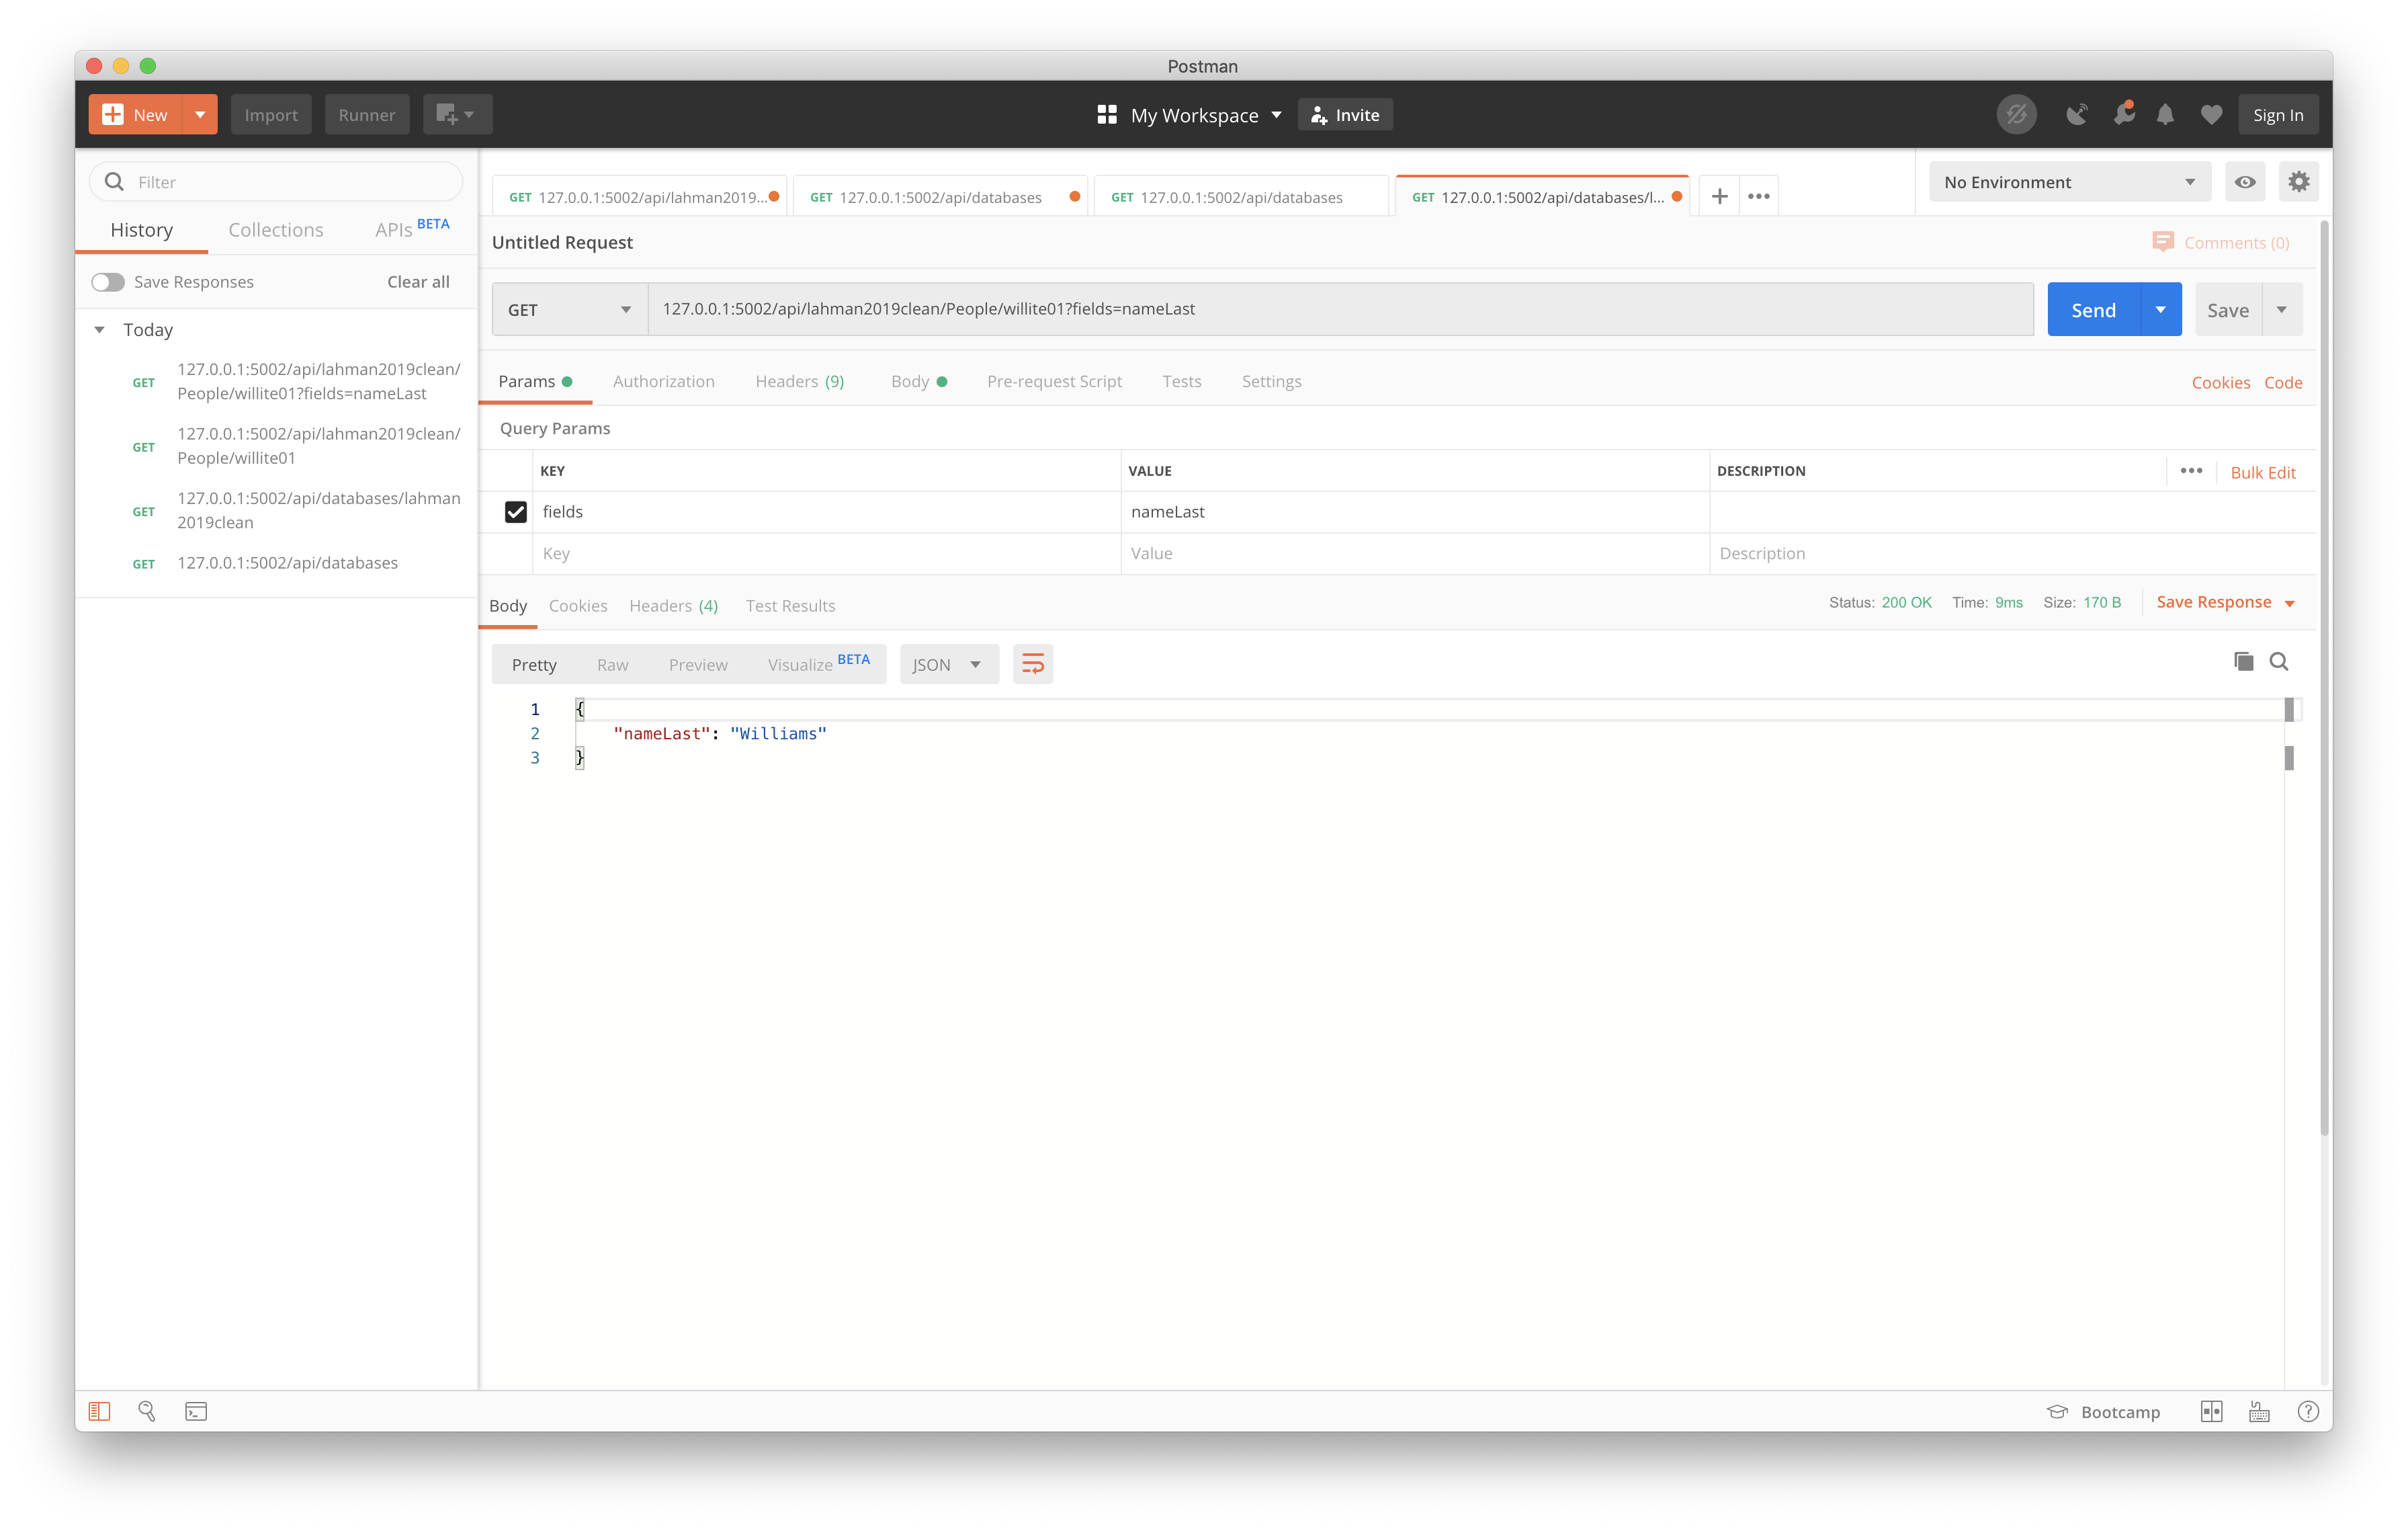 Postman
New
Import
Runner
My Workspace
Invite
Sign In
Filter
History
Collections
APIs BETA
Save Responses
Clear all
Today
GET 127.0.0.1:5002/api/lahman2019clean/
People/willite01?fields=nameLast
GET 127.0.0.1:5002/api/lahman2019clean/
People/willite01
GET 127.0.0.1:5002/api/databases/lahman
2019clean
GET 127.0.0.1:5002/api/databases
GET 127.0.0.1:5002/api/lahman2019...
GET 127.0.0.1:5002/api/databases
GET 127.0.0.1:5002/api/databases
GET 127.0.0.1:5002/api/databases/l...
No Environment
Untitled Request
Comments (0)
GET
127.0.0.1:5002/api/lahman2019clean/People/willite01?fields=nameLast
Send
Save
Params
Authorization
Headers (9)
Body
Pre-request Script
Tests
Settings
Cookies
Code
Query Params
KEY
VALUE
DESCRIPTION
Bulk Edit
fields
nameLast
Key
Value
Description
Body
Cookies
Headers (4)
Test Results
Status: 200 OK
Time: 9ms
Size: 170 B
Save Response
Pretty
Raw
Preview
Visualize BETA
JSON
1 {
2 "nameLast": "Williams"
3 }
Bootcamp